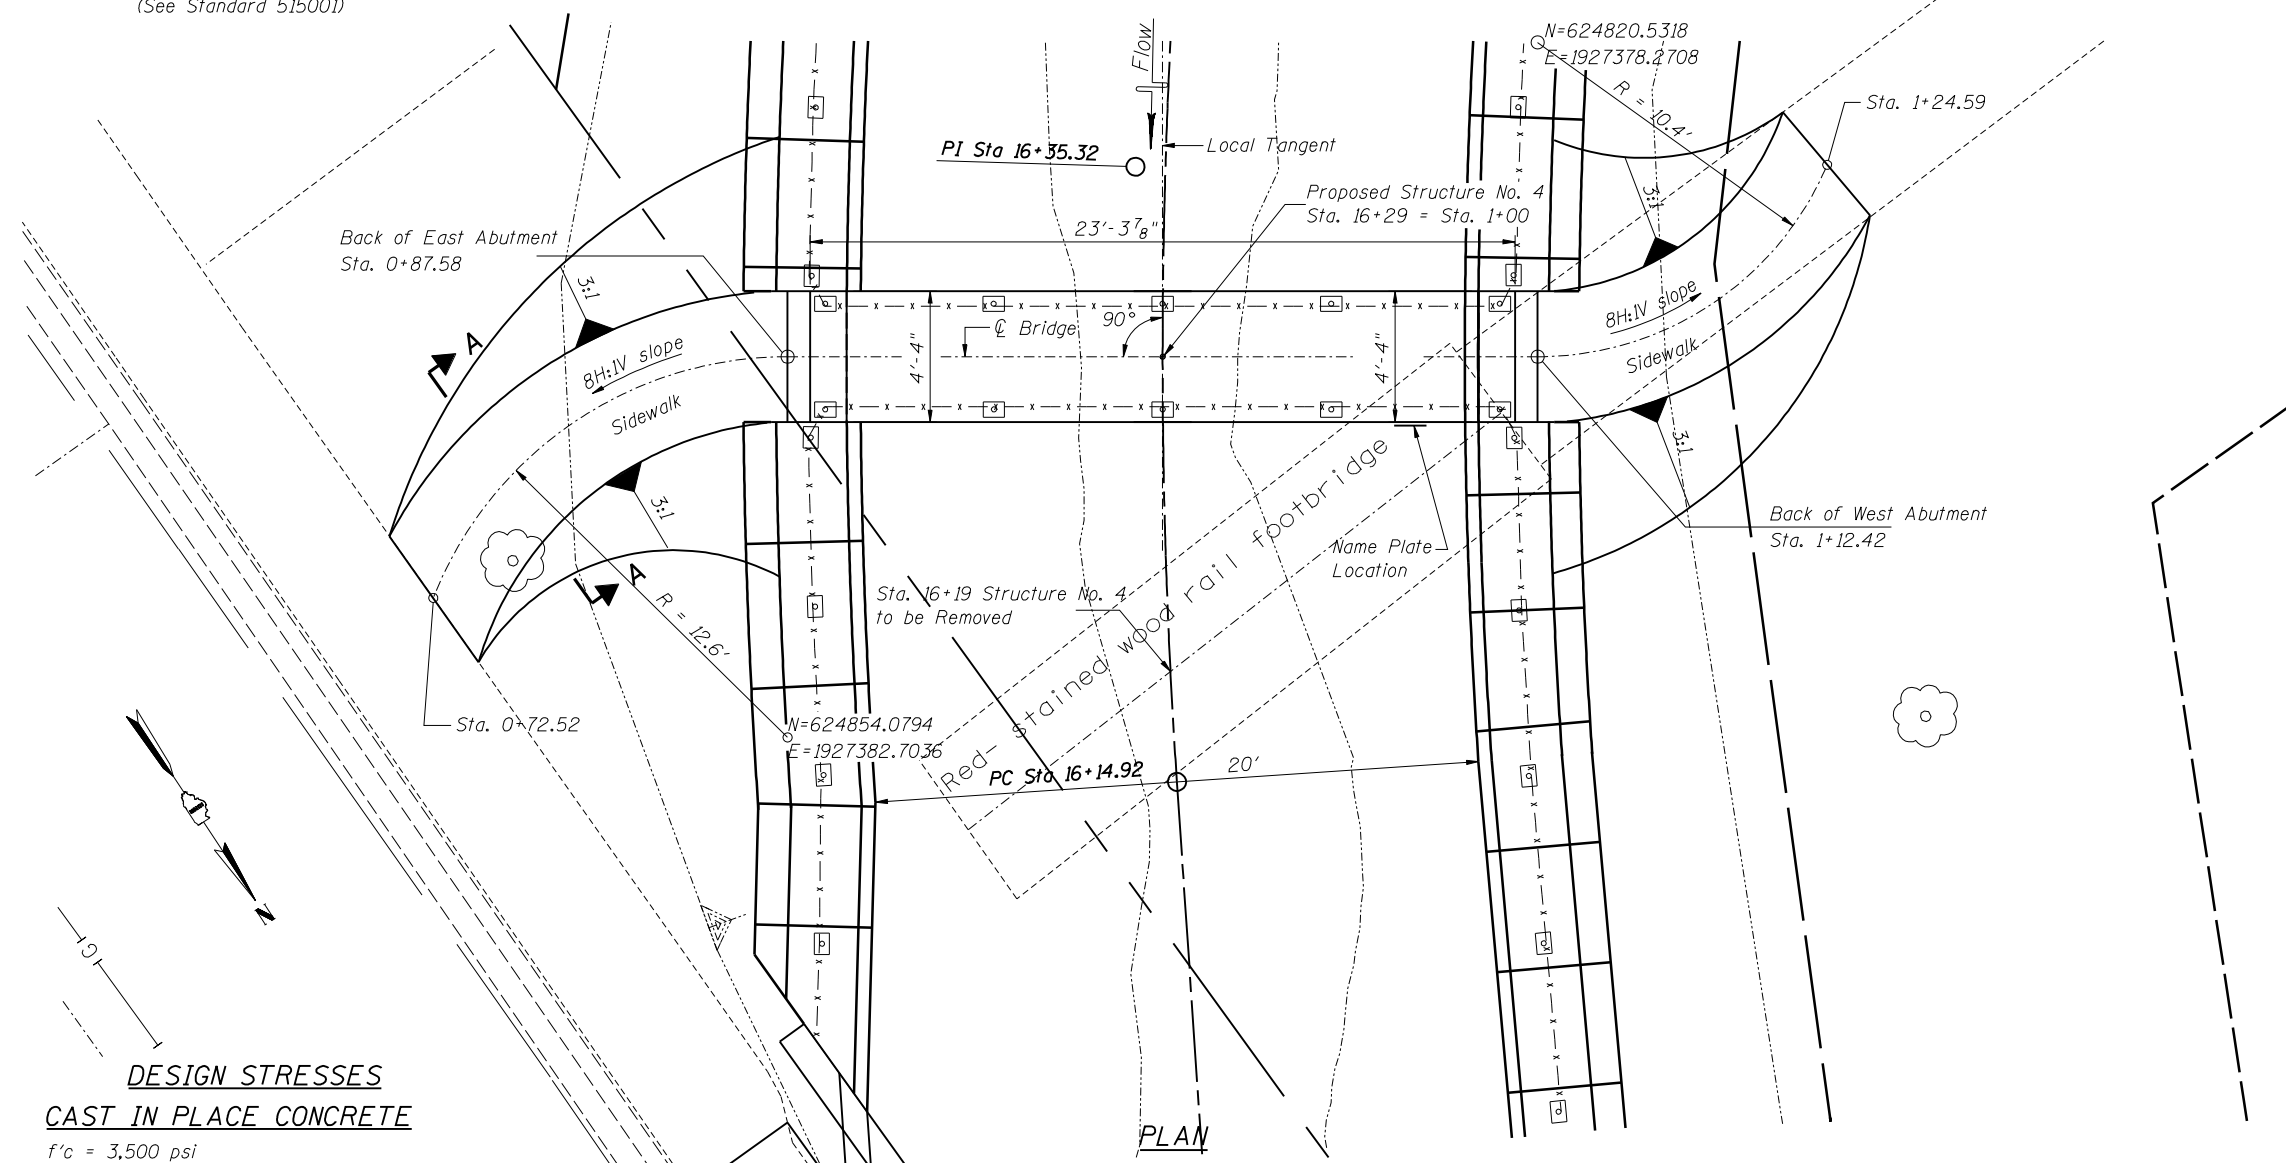 (See Standard 515001)
N=624820.5318
E=1927378.2708
Flow
R = 10.4'
Sta. 1+24.59
PI Sta 16+35.32
Local Tangent
Proposed Structure No. 4
Sta. 16+29 = Sta. 1+00
3:1
23'-3 7/8"
Back of East Abutment
Sta. 0+87.58
3:1
8H:1V slope
Sidewalk
A
8H:1V slope
Sidewalk
℄ Bridge
90°
4'-4"
4'-4"
3:1
3:1
Red- stained wood rail footbridge
Back of West Abutment
Sta. 1+12.42
Name Plate
Location
A
R = 12.6'
Sta. 16+19 Structure No. 4
to be Removed
Sta. 0+72.52
N=624854.0794
E=1927382.7036
PC Sta 16+14.92
20'
N
G
DESIGN STRESSES
CAST IN PLACE CONCRETE
f'c = 3,500 psi
PLAN